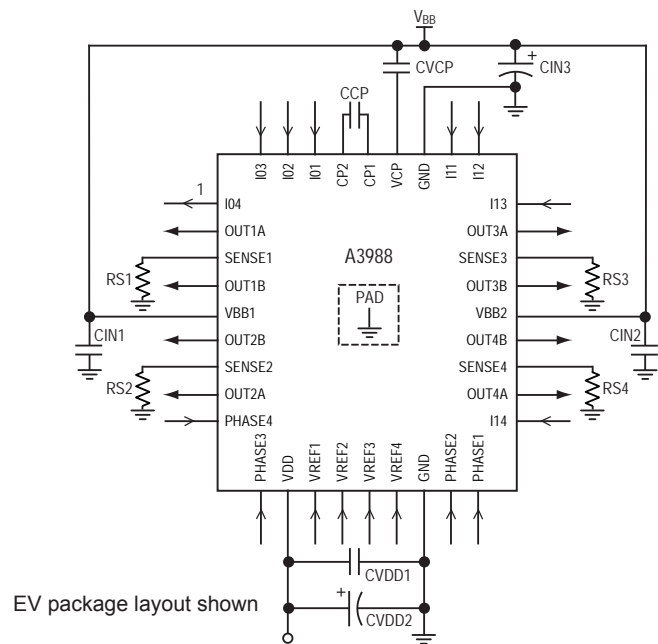 VBB
CVCP
CIN3
+
CCP
I03
I02
I01
CP2
CP1
VCP
GND
I11
I12
1
I04
OUT1A
SENSE1
OUT1B
VBB1
OUT2B
SENSE2
OUT2A
PHASE4
RS1
CIN1
RS2
A3988
PAD
I13
OUT3A
SENSE3
OUT3B
VBB2
OUT4B
SENSE4
OUT4A
I14
RS3
CIN2
RS4
PHASE3
VDD
VREF1
VREF2
VREF3
VREF4
GND
PHASE2
PHASE1
CVDD1
+
CVDD2
EV package layout shown